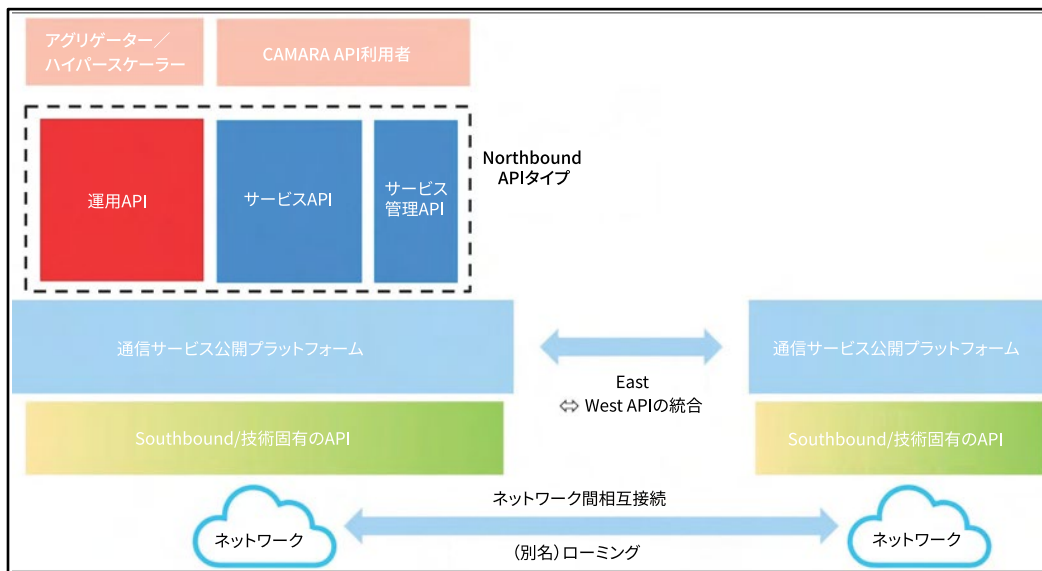 アグリゲーター／
ハイパースケーラー
CAMARA API利用者
運用API
サービスAPI
サービス
管理API
Northbound
APIタイプ
通信サービス公開プラットフォーム
通信サービス公開プラットフォーム
East
⇔ West APIの統合
Southbound/技術固有のAPI
Southbound/技術固有のAPI
ネットワーク間相互接続
ネットワーク
ネットワーク
（別名）ローミング